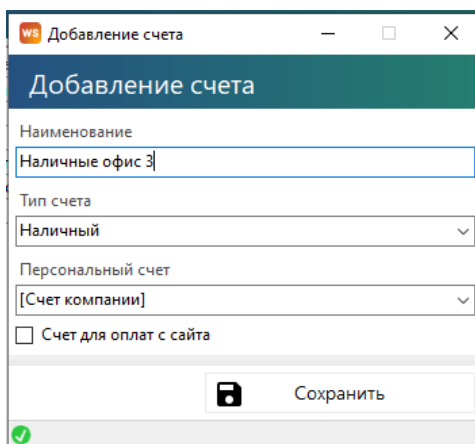 WS Добавление счета
Добавление счета
Наименование
Наличные офис 3
Тип счета
Наличный
Персональный счет
[Счет компании]
Счет для оплат с сайта
Сохранить